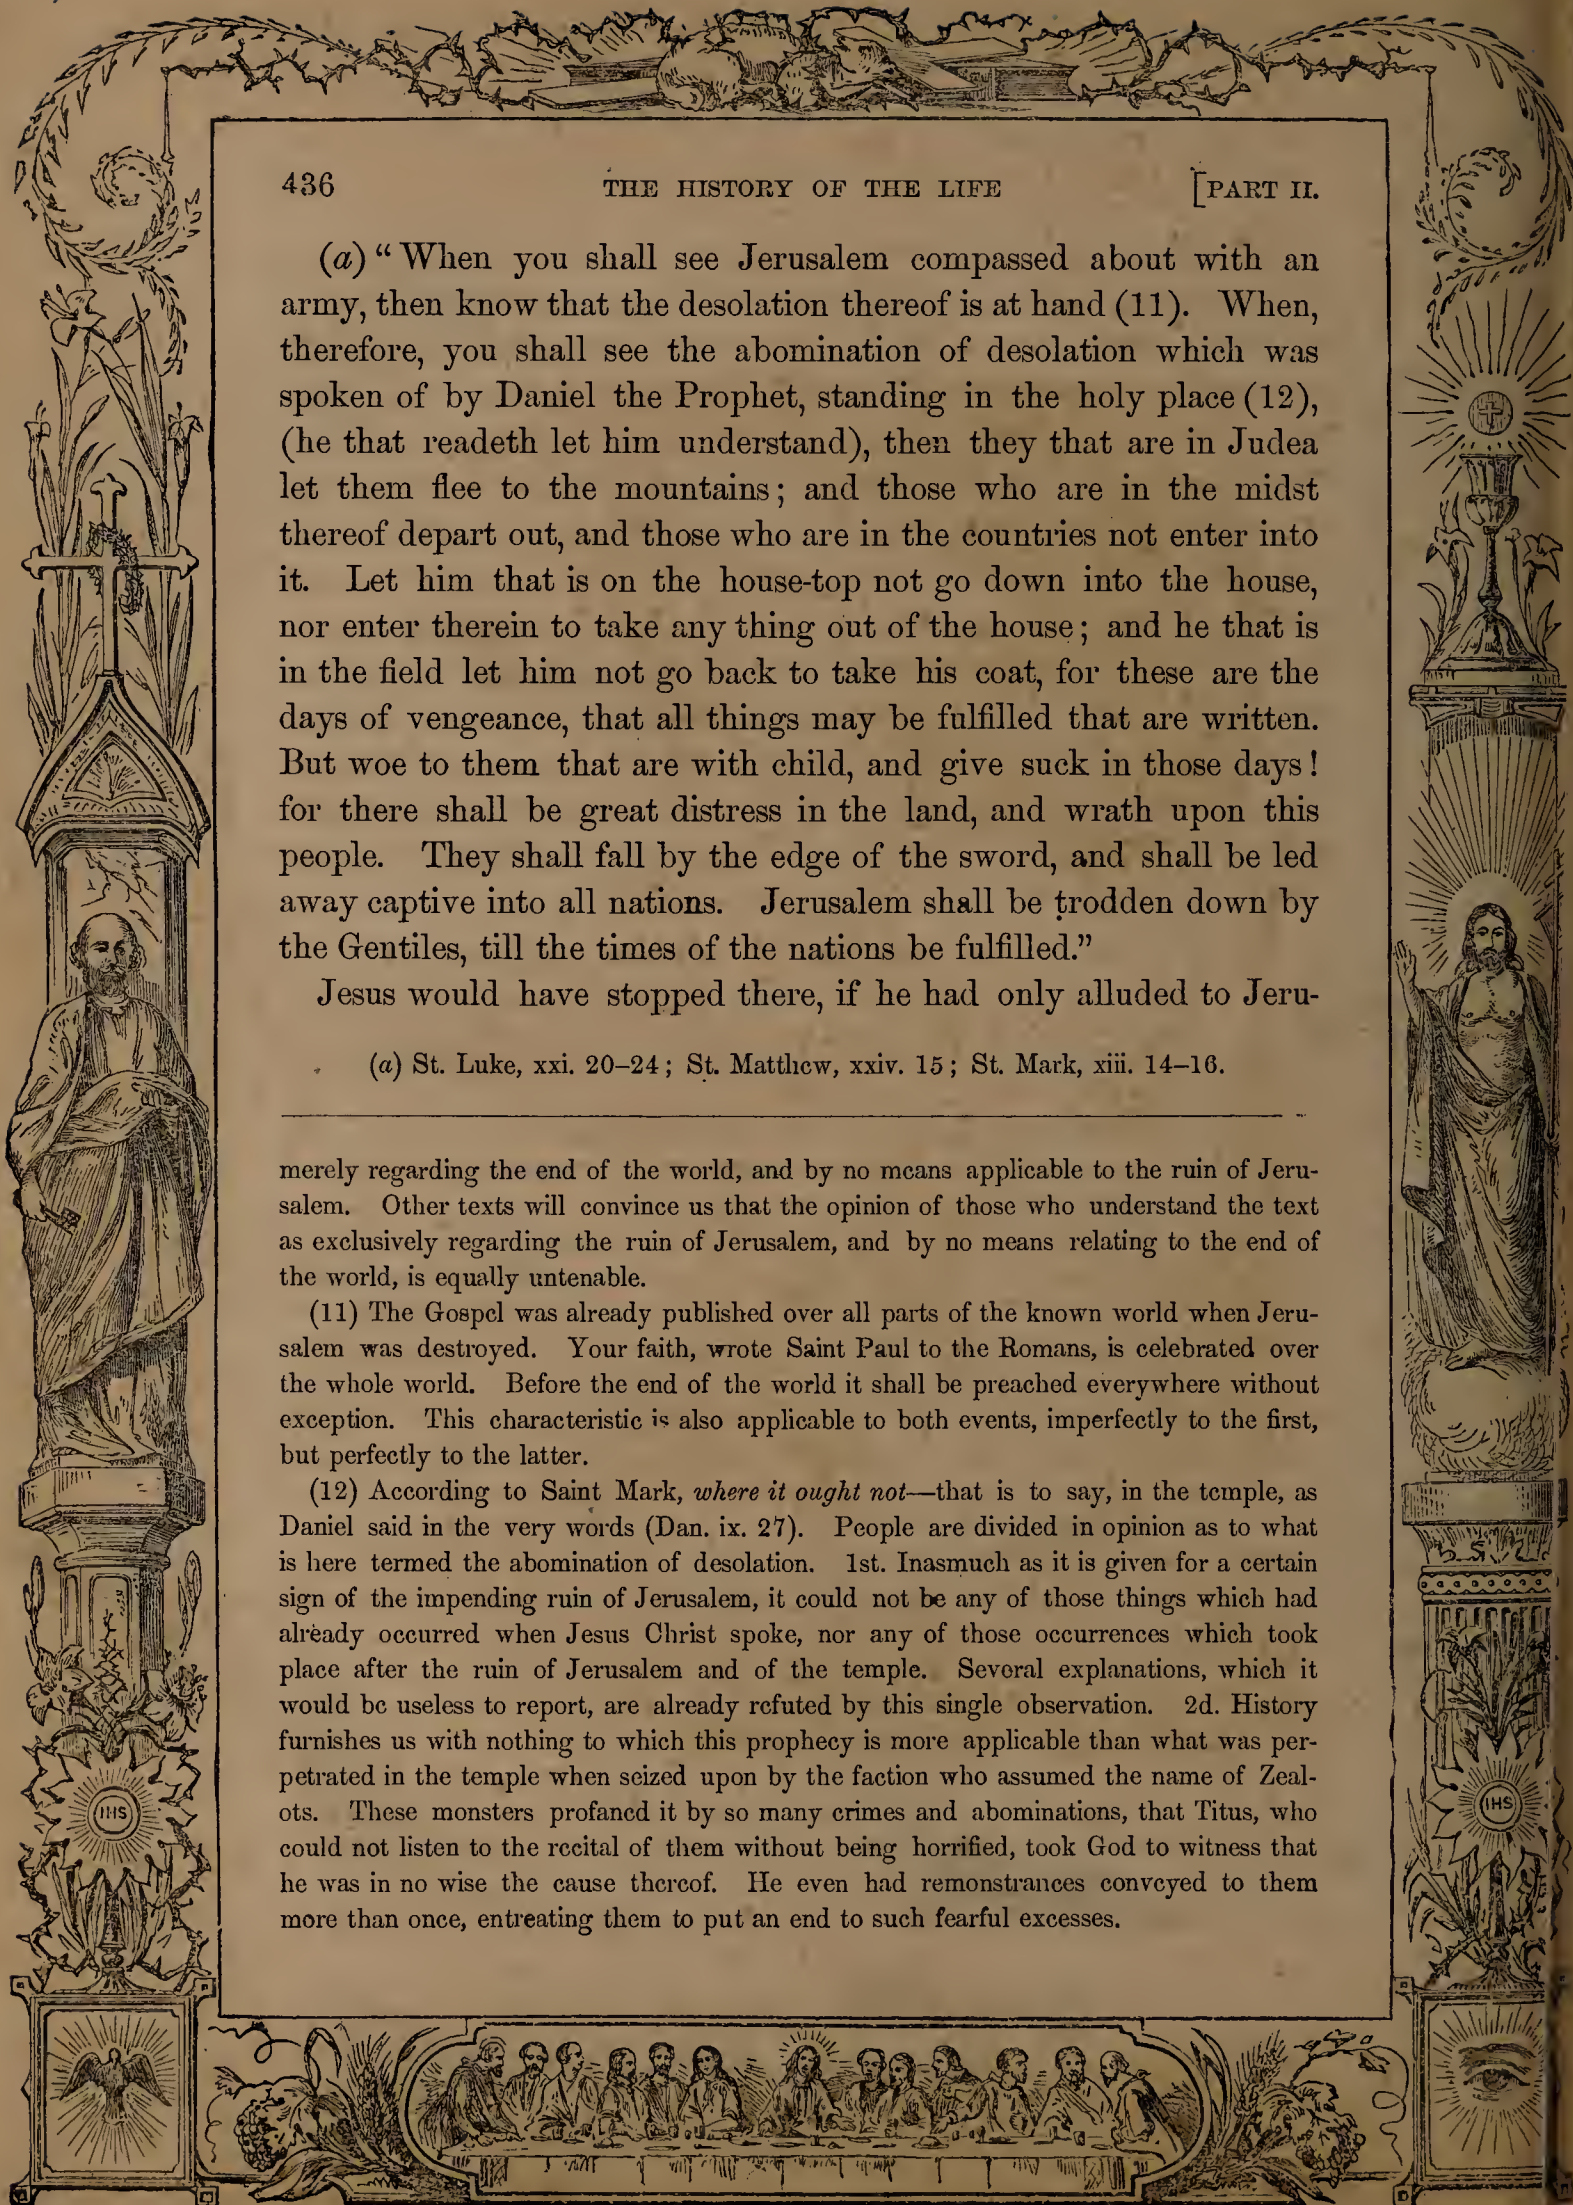 436 THE HISTORY OF THE LIFE [PART II.
(a) “When you shall see Jerusalem compassed about with an
army, then know that the desolation thereof is at hand (11). When,
therefore, you shall see the abomination of desolation which was
spoken of by Daniel the Prophet, standing in the holy place (12),
(he that readeth let him understand), then they that are in Judea
let them flee to the mountains; and those who are in the midst
thereof depart out, and those who are in the countries not enter into
it. Let him that is on the house-top not go down into the house,
nor enter therein to take any thing out of the house; and he that is
in the field let him not go back to take his coat, for these are the
days of vengeance, that all things may be fulfilled that are written.
But woe to them that are with child, and give suck in those days!
for there shall be great distress in the land, and wrath upon this
people. They shall fall by the edge of the sword, and shall be led
away captive into all nations. Jerusalem shall be trodden down by
the Gentiles, till the times of the nations be fulfilled.”
Jesus would have stopped there, if he had only alluded to Jeru-
(a) St. Luke, xxi. 20–24; St. Matthew, xxiv. 15; St. Mark, xiii. 14–16.
merely regarding the end of the world, and by no means applicable to the ruin of Jeru-
salem. Other texts will convince us that the opinion of those who understand the text
as exclusively regarding the ruin of Jerusalem, and by no means relating to the end of
the world, is equally untenable.
(11) The Gospel was already published over all parts of the known world when Jeru-
salem was destroyed. Your faith, wrote Saint Paul to the Romans, is celebrated over
the whole world. Before the end of the world it shall be preached everywhere without
exception. This characteristic is also applicable to both events, imperfectly to the first,
but perfectly to the latter.
(12) According to Saint Mark, where it ought not—that is to say, in the temple, as
Daniel said in the very words (Dan. ix. 27). People are divided in opinion as to what
is here termed the abomination of desolation. 1st. Inasmuch as it is given for a certain
sign of the impending ruin of Jerusalem, it could not be any of those things which had
already occurred when Jesus Christ spoke, nor any of those occurrences which took
place after the ruin of Jerusalem and of the temple. Several explanations, which it
would be useless to report, are already refuted by this single observation. 2d. History
furnishes us with nothing to which this prophecy is more applicable than what was per-
petrated in the temple when seized upon by the faction who assumed the name of Zeal-
ots. These monsters profaned it by so many crimes and abominations, that Titus, who
could not listen to the recital of them without being horrified, took God to witness that
he was in no wise the cause thereof. He even had remonstrances conveyed to them
more than once, entreating them to put an end to such fearful excesses.
IHS
IHS